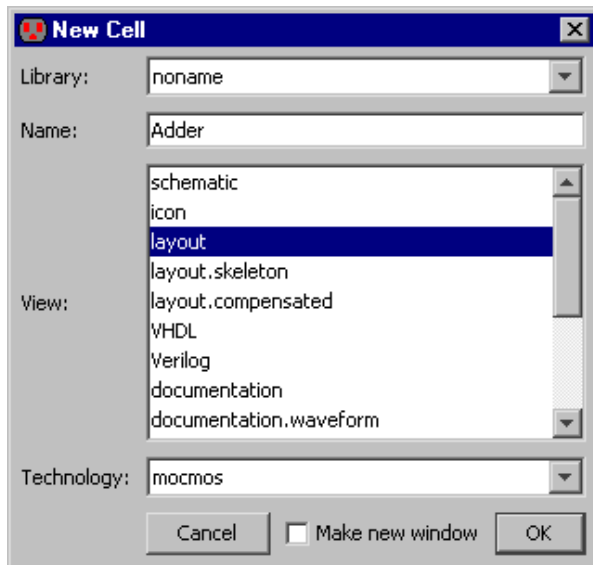 New Cell
Library: noname
Name: Adder
schematic
icon
layout
layout.skeleton
layout.compensated
View: VHDL
Verilog
documentation
documentation.waveform
Technology: mocmos
Cancel Make new window OK